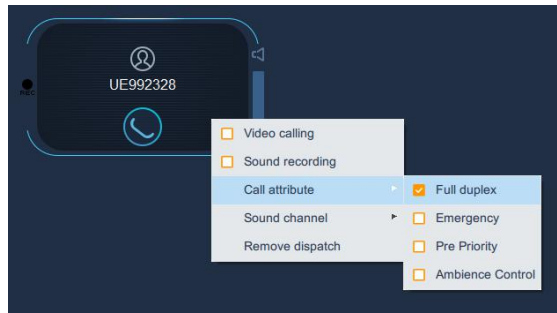 REC
UE992328
Video calling
Sound recording
Call attribute
Full duplex
Sound channel
Emergency
Remove dispatch
Pre Priority
Ambience Control